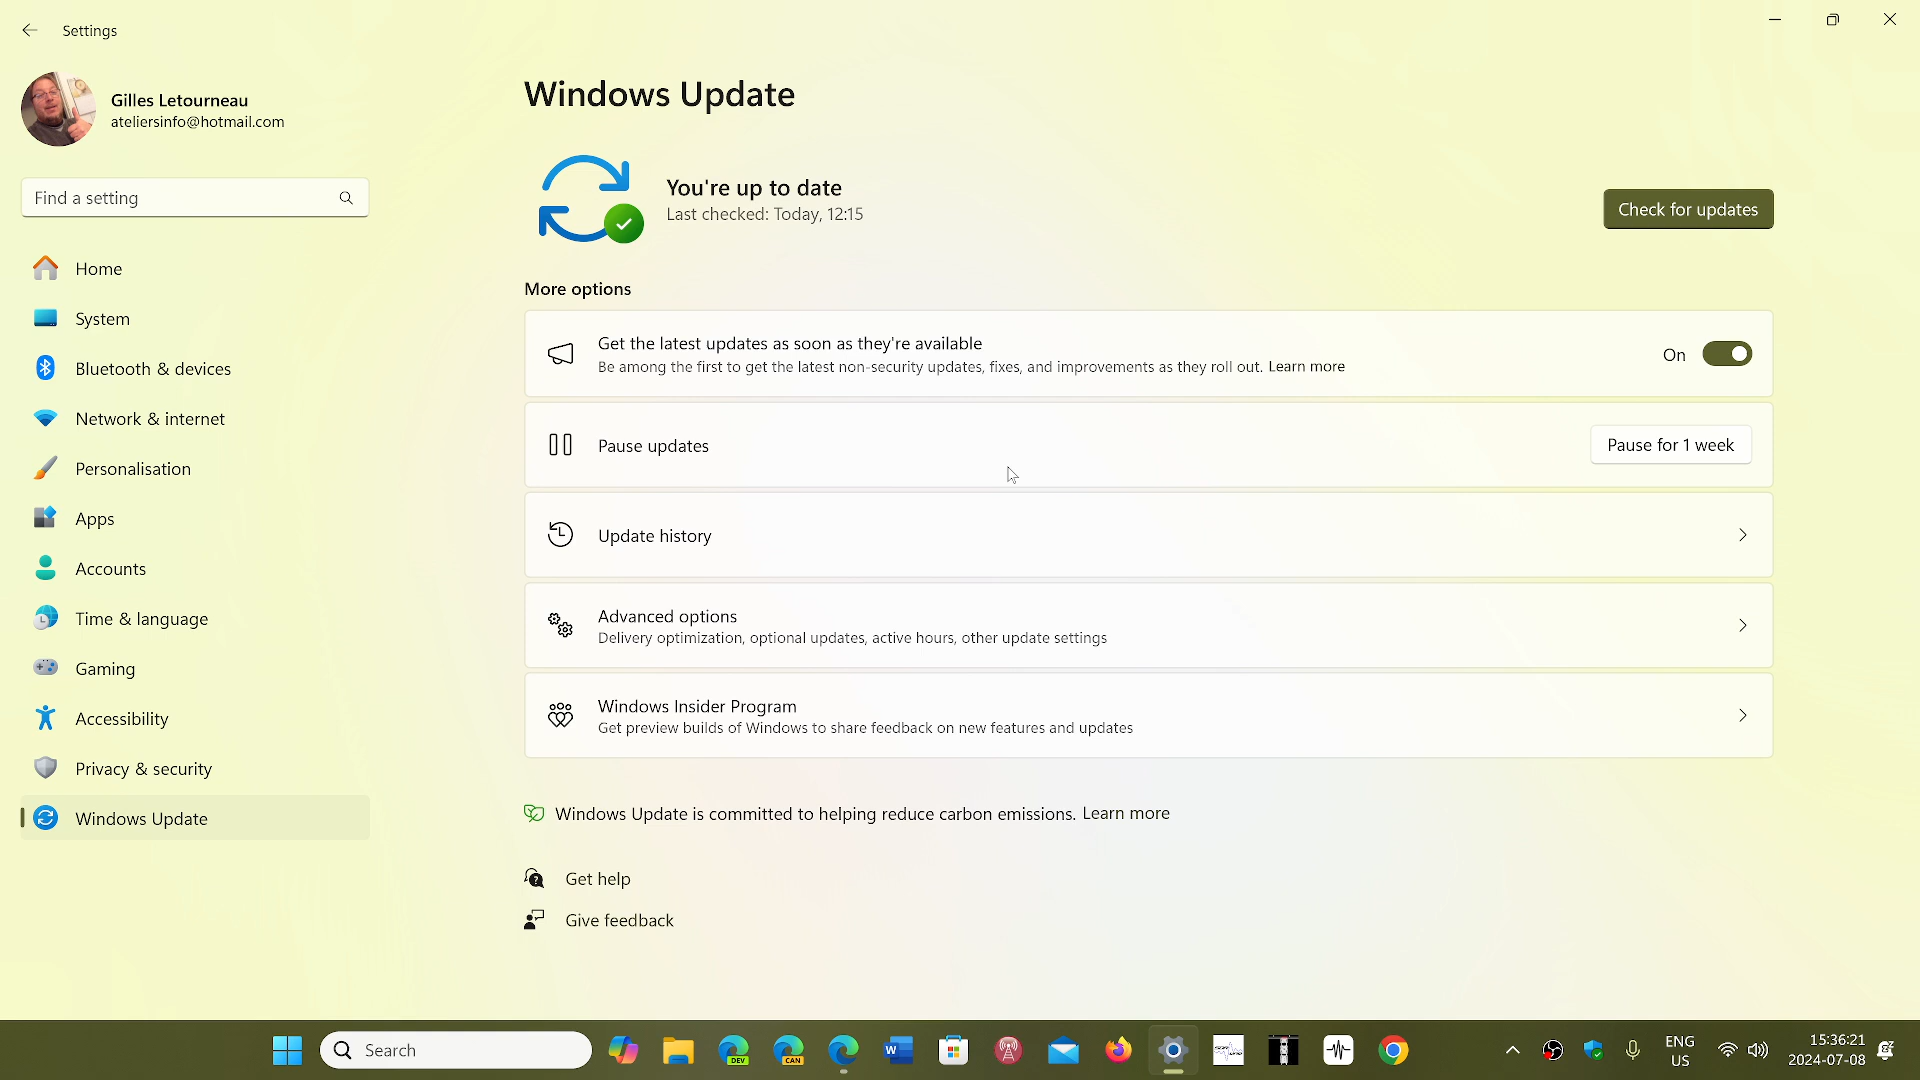 Settings
Gilles Letourneau
ateliersinfo@hotmail.com
Find a setting
Home
System
Bluetooth & devices
Network & internet
Personalisation
Apps
Accounts
Time & language
Gaming
Accessibility
Privacy & security
Windows Update
Windows Update
You're up to date
Last checked: Today, 12:15
Check for updates
More options
Get the latest updates as soon as they're available
Be among the first to get the latest non-security updates, fixes, and improvements as they roll out. Learn more
On
Pause updates
Pause for 1 week
Update history
Advanced options
Delivery optimization, optional updates, active hours, other update settings
Windows Insider Program
Get preview builds of Windows to share feedback on new features and updates
Windows Update is committed to helping reduce carbon emissions. Learn more
Get help
Give feedback
Search
DEV
CAN
W
ENG
US
15:36:21
2024-07-08